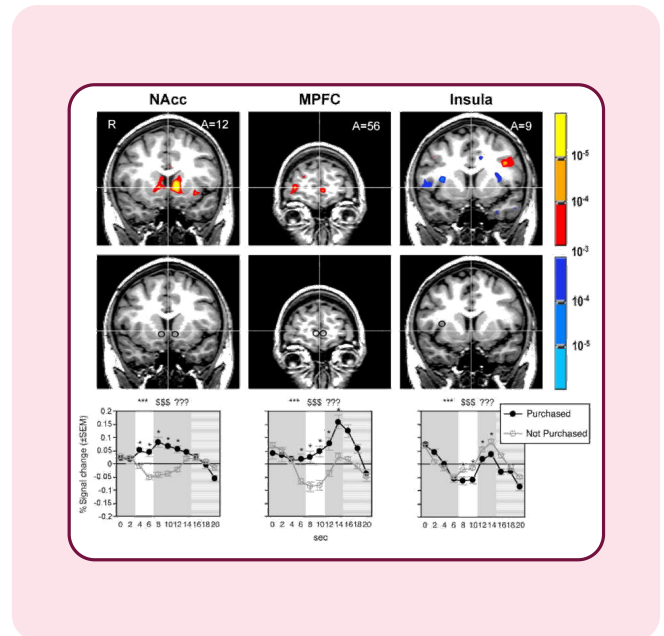 NAcc MPFC Insula
R A=12 A=56 A=9
10-5
10-4
10-3
10-4
10-5
*** $$$ ??? *** $$$ ??? *** $$$ ???
Purchased
Not Purchased
% Signal change (±SEM)
0.2
0.15
0.1
0.05
0
-0.05
-0.1
-0.15
-0.2
0 2 4 6 8 10 12 14 16 18 20 0 2 4 6 8 10 12 14 16 18 20 0 2 4 6 8 10 12 14 16 18 20
sec